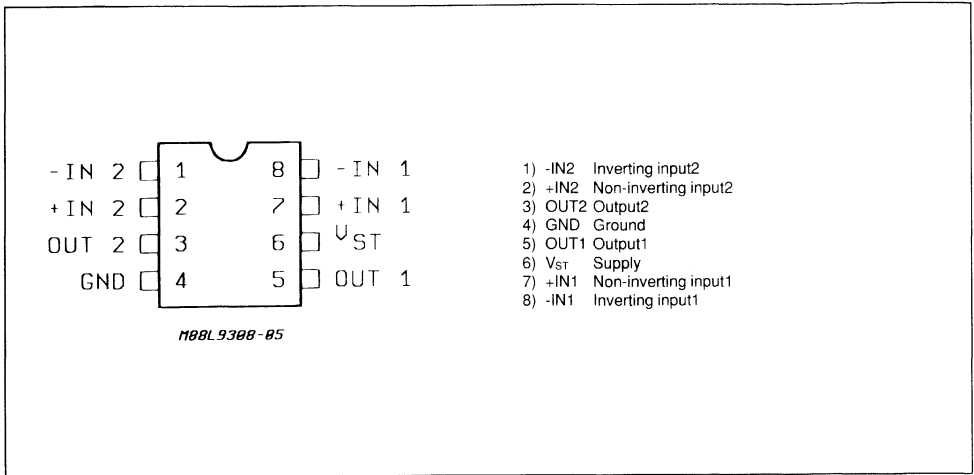 -IN 2 1 8 -IN 1
+IN 2 2 7 +IN 1
OUT 2 3 6 VST
GND 4 5 OUT 1
M88L9308-05
1) -IN2 Inverting input2
2) +IN2 Non-inverting input2
3) OUT2 Output2
4) GND Ground
5) OUT1 Output1
6) VST Supply
7) +IN1 Non-inverting input1
8) -IN1 Inverting input1